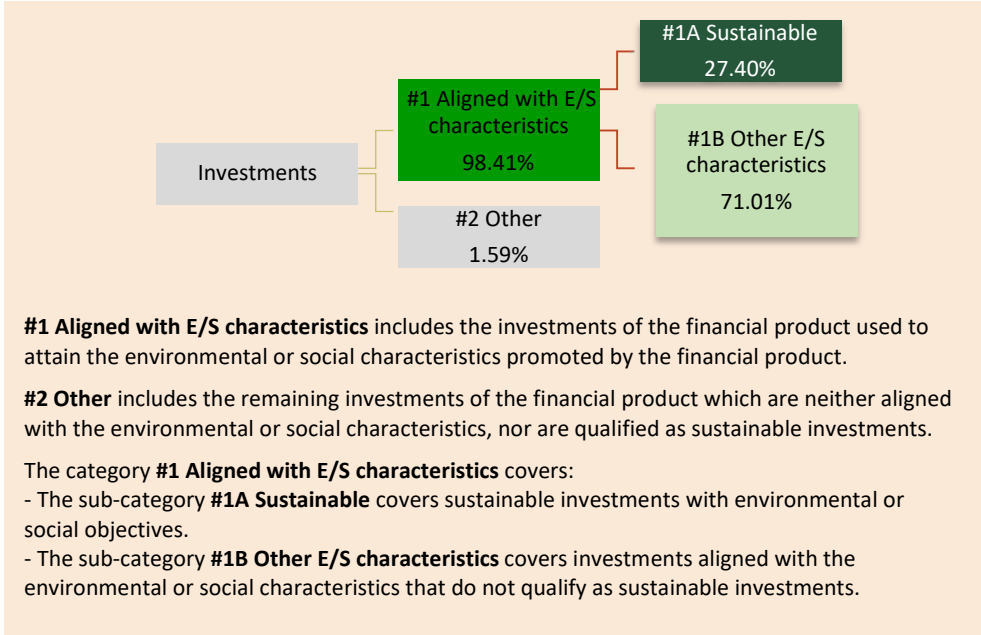 #1A Sustainable
27.40%
#1 Aligned with E/S
characteristics
98.41%
#1B Other E/S
characteristics
71.01%
Investments
#2 Other
1.59%
#1 Aligned with E/S characteristics includes the investments of the financial product used to
attain the environmental or social characteristics promoted by the financial product.
#2 Other includes the remaining investments of the financial product which are neither aligned
with the environmental or social characteristics, nor are qualified as sustainable investments.
The category #1 Aligned with E/S characteristics covers:
- The sub-category #1A Sustainable covers sustainable investments with environmental or
social objectives.
- The sub-category #1B Other E/S characteristics covers investments aligned with the
environmental or social characteristics that do not qualify as sustainable investments.